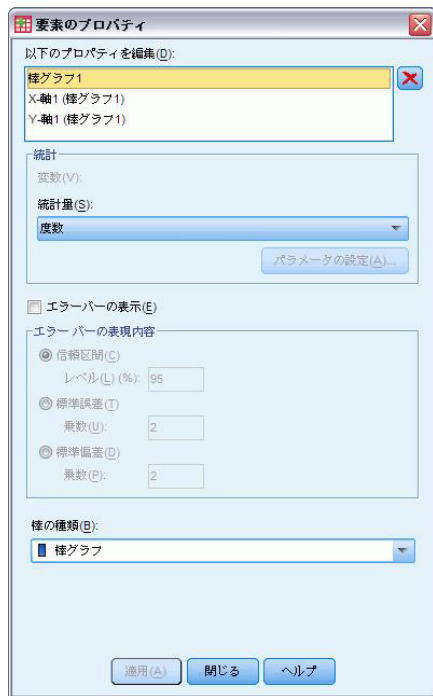 要素のプロパティ
以下のプロパティを編集(D):
棒グラフ1
X-軸1 (棒グラフ1)
Y-軸1 (棒グラフ1)
統計
変数(V):
統計量(S):
度数
パラメータの設定(A)...
エラーバーの表示(E)
エラー バーの表現内容
信頼区間(C)
レベル(L) (%): 95
標準誤差(T)
乗数(U): 2
標準偏差(D)
乗数(P): 2
棒の種類(B):
棒グラフ
適用(A) 閉じる ヘルプ